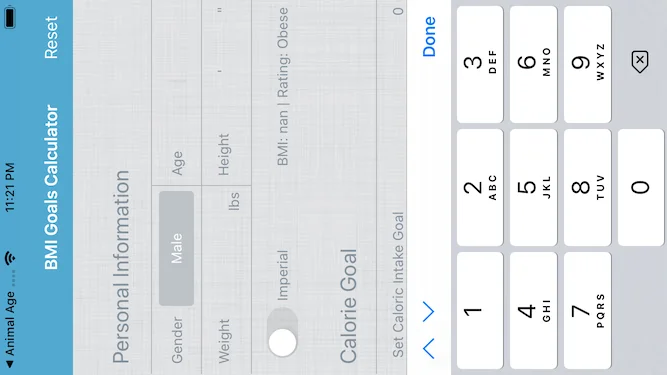 Animal Age 11:21 PM
BMI Goals Calculator Reset
Personal Information
Gender Male Age
Weight lbs Height ' "
Imperial BMI: nan | Rating: Obese
Calorie Goal
Set Caloric Intake Goal 0
Done
1 2 ABC 3 DEF
4 GHI 5 JKL 6 MNO
7 PQRS 8 TUV 9 WXYZ
0